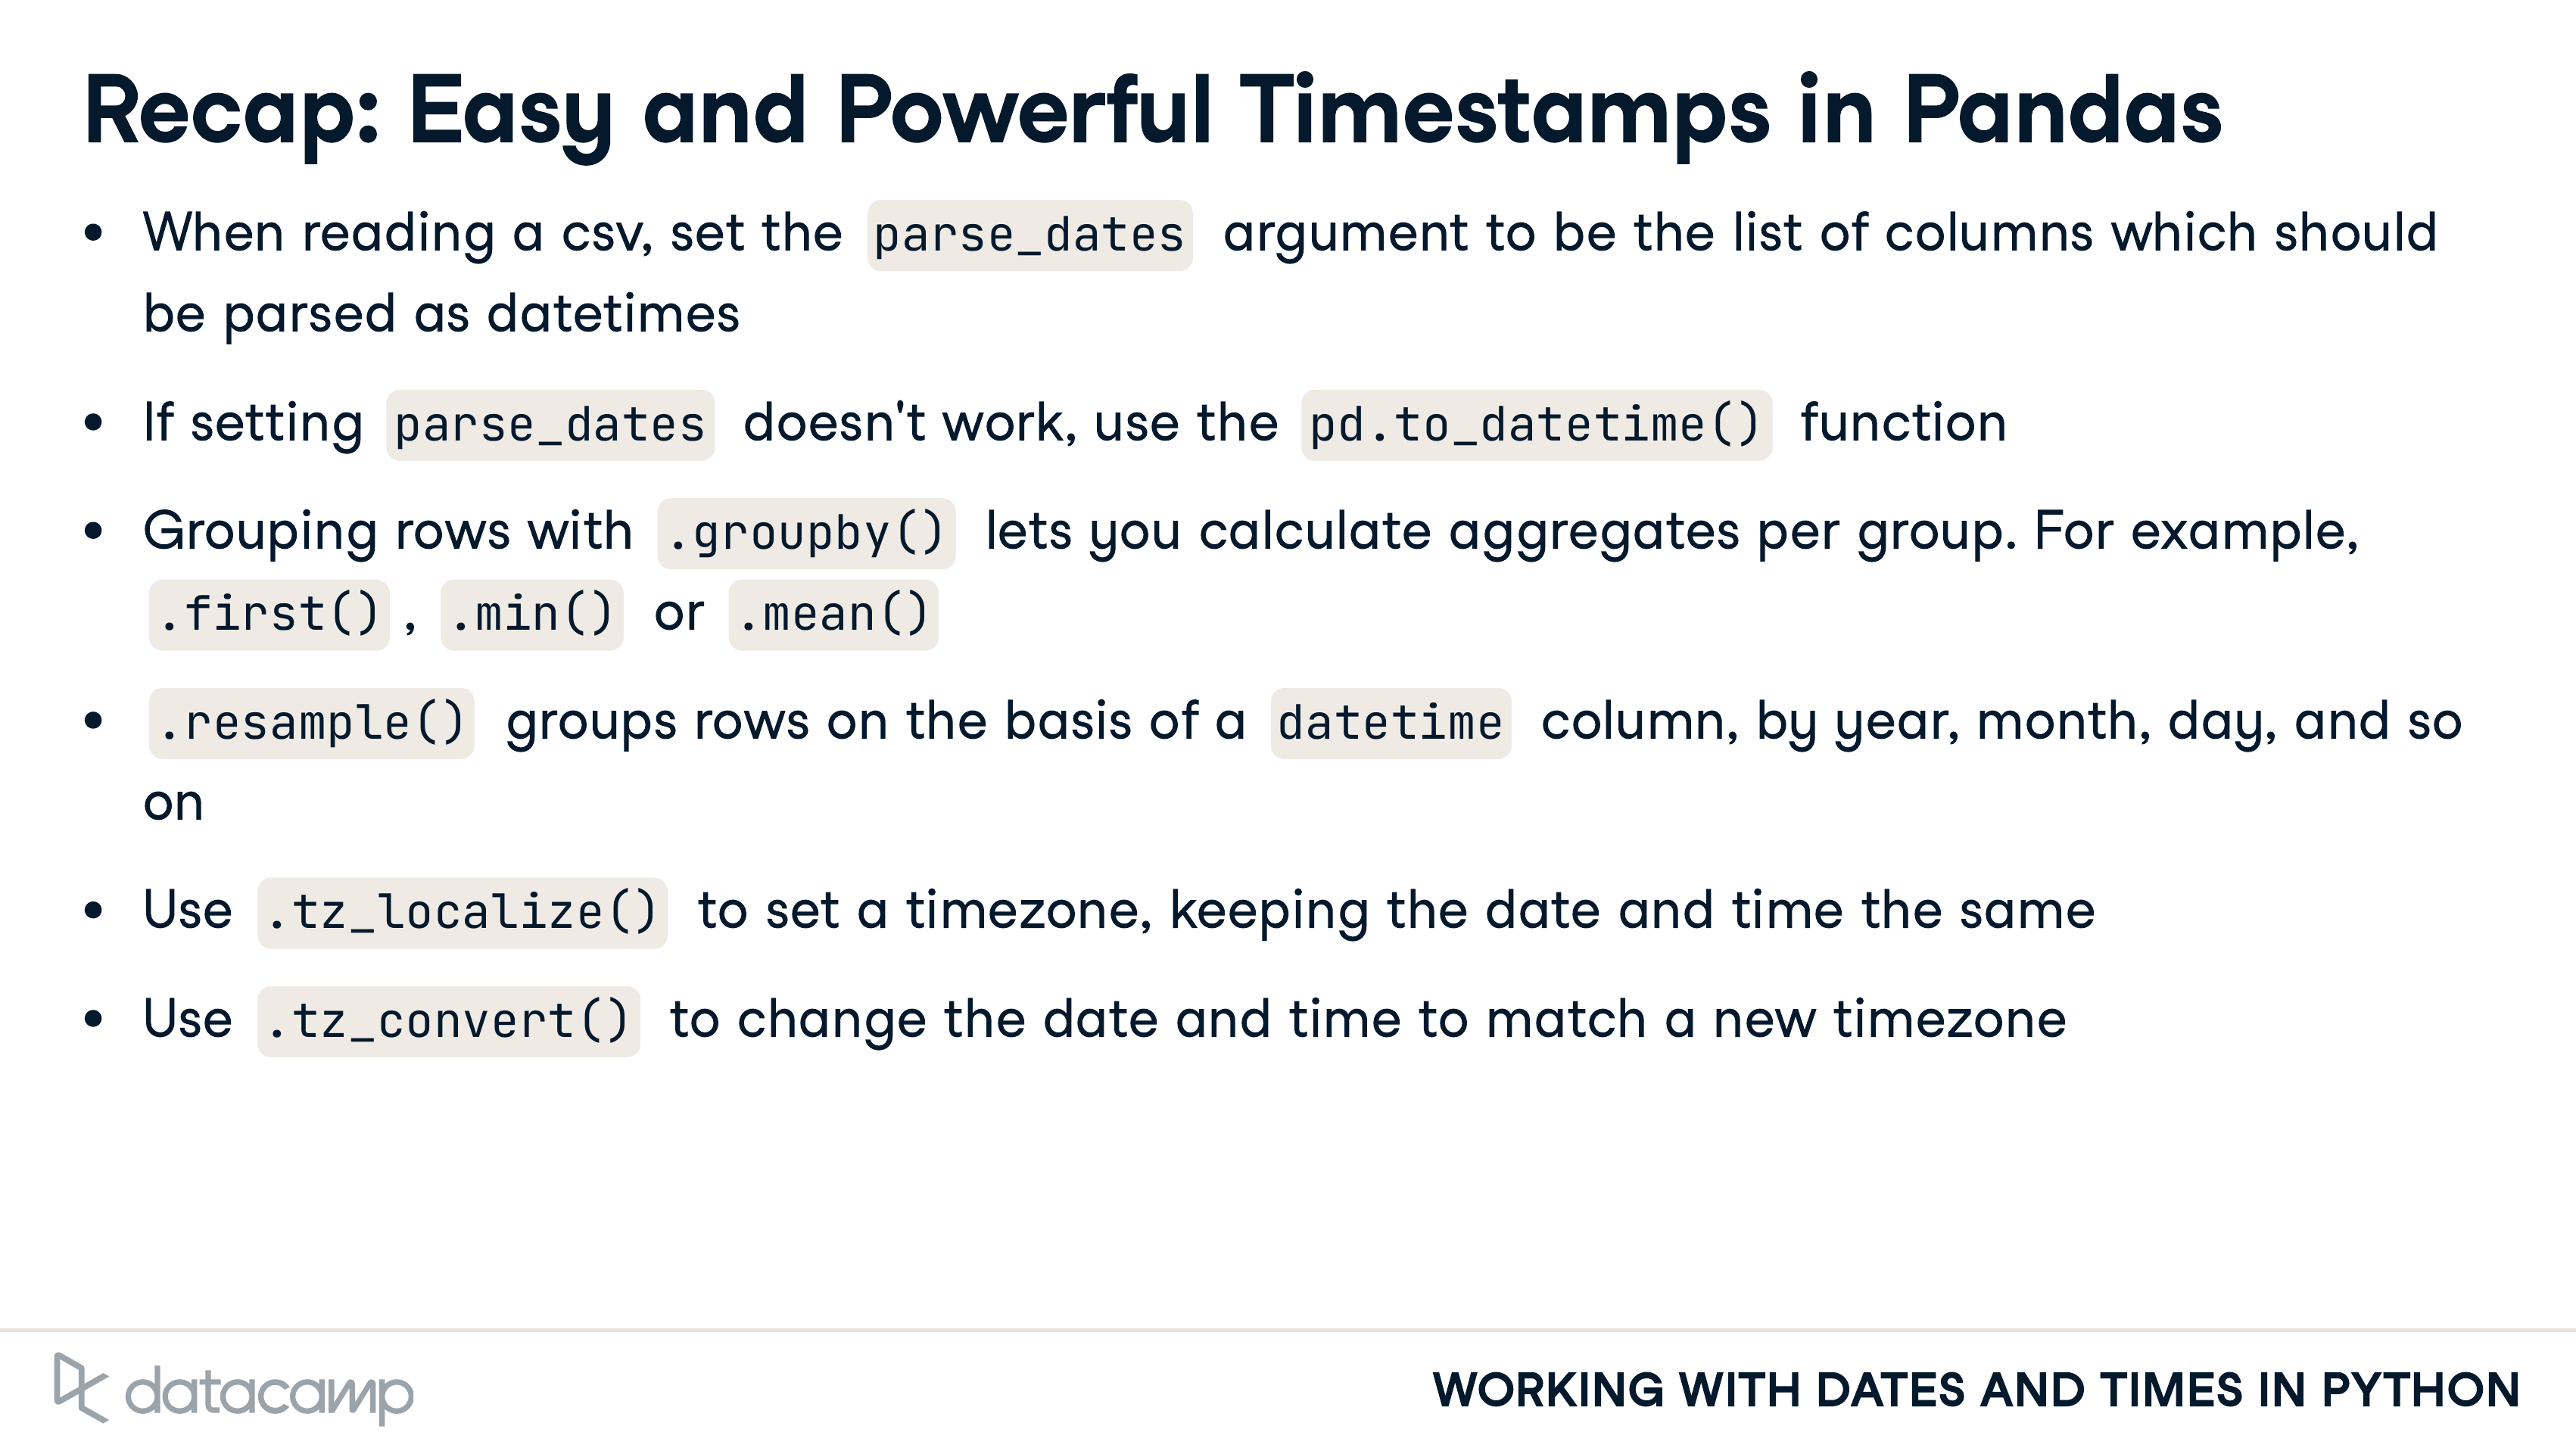 Recap: Easy and Powerful Timestamps in Pandas
• When reading a csv, set the parse_dates argument to be the list of columns which should
be parsed as datetimes
• If setting parse_dates doesn't work, use the pd.to_datetime() function
• Grouping rows with .groupby() lets you calculate aggregates per group. For example,
.first() , .min() or .mean()
• .resample() groups rows on the basis of a datetime column, by year, month, day, and so
on
• Use .tz_localize() to set a timezone, keeping the date and time the same
• Use .tz_convert() to change the date and time to match a new timezone
datacamp
WORKING WITH DATES AND TIMES IN PYTHON